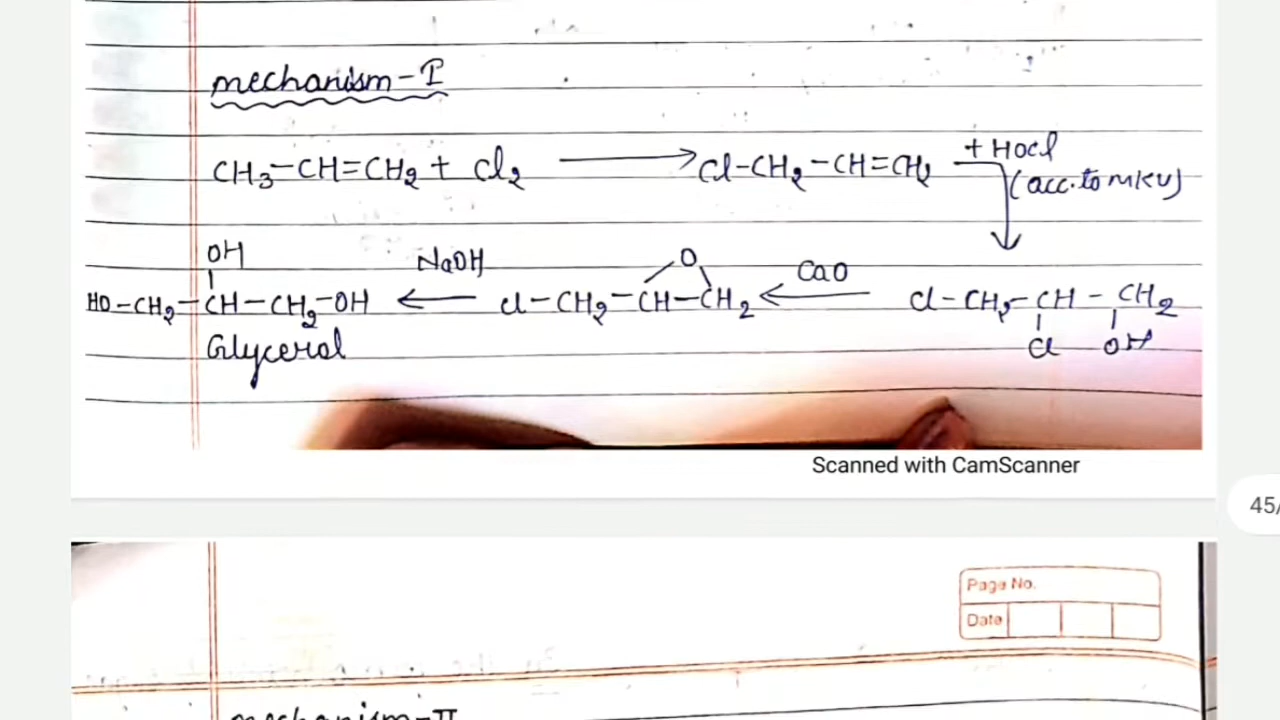 mechanism-I
CH3-CH=CH2 + Cl2 ⟶ Cl-CH2-CH=CH2 + HOCl
(acc. to MKV)
OH
HO-CH2-CH-CH2-OH ⟵ NaOH Cl-CH2-CH-CH2 O ⟵ CaO Cl-CH2-CH-CH2
Cl OH
Glycerol
Scanned with CamScanner
45/
Page No.
Date
mechanism-II